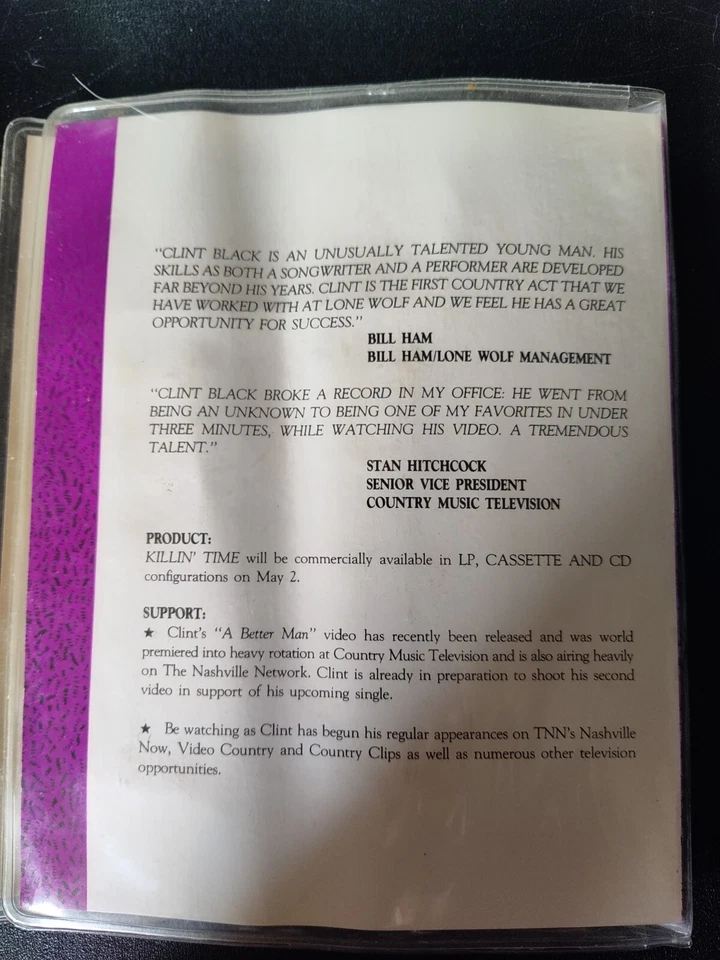 “CLINT BLACK IS AN UNUSUALLY TALENTED YOUNG MAN. HIS
SKILLS AS BOTH A SONGWRITER AND A PERFORMER ARE DEVELOPED
FAR BEYOND HIS YEARS. CLINT IS THE FIRST COUNTRY ACT THAT WE
HAVE WORKED WITH AT LONE WOLF AND WE FEEL HE HAS A GREAT
OPPORTUNITY FOR SUCCESS.”
BILL HAM
BILL HAM/LONE WOLF MANAGEMENT
“CLINT BLACK BROKE A RECORD IN MY OFFICE: HE WENT FROM
BEING AN UNKNOWN TO BEING ONE OF MY FAVORITES IN UNDER
THREE MINUTES, WHILE WATCHING HIS VIDEO. A TREMENDOUS
TALENT.”
STAN HITCHCOCK
SENIOR VICE PRESIDENT
COUNTRY MUSIC TELEVISION
PRODUCT:
KILLIN’ TIME will be commercially available in LP, CASSETTE AND CD
configurations on May 2.
SUPPORT:
★ Clint’s “A Better Man” video has recently been released and was world
premiered into heavy rotation at Country Music Television and is also airing heavily
on The Nashville Network. Clint is already in preparation to shoot his second
video in support of his upcoming single.
★ Be watching as Clint has begun his regular appearances on TNN’s Nashville
Now, Video Country and Country Clips as well as numerous other television
opportunities.